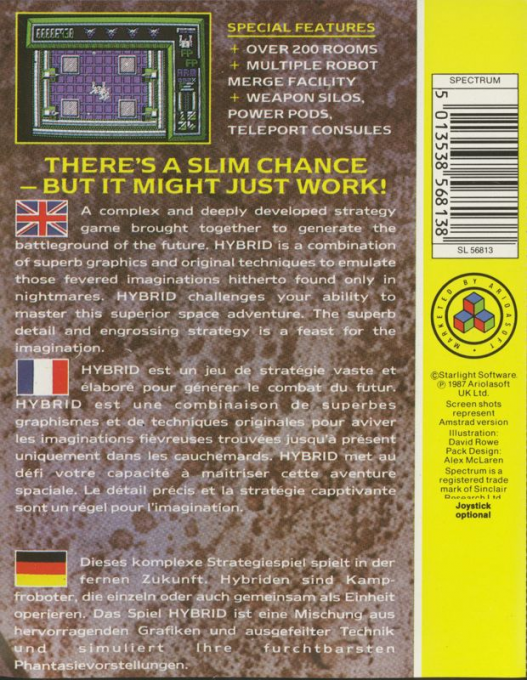 SPECIAL FEATURES
+ OVER 200 ROOMS
+ MULTIPLE ROBOT
MERGE FACILITY
+ WEAPON SILOS,
POWER PODS,
TELEPORT CONSULES
THERE'S A SLIM CHANCE
– BUT IT MIGHT JUST WORK!
A complex and deeply developed strategy
game brought together to generate the
battleground of the future. HYBRID is a combination
of superb graphics and original techniques to emulate
those fevered imaginations hitherto found only in
nightmares. HYBRID challenges your ability to
master this superior space adventure. The superb
detail and engrossing strategy is a feast for the
imagination.
HYBRID est un jeu de stratégie vaste et
élaboré pour génerer le combat du futur.
HYBRID est une combinaison de superbes
graphismes et de techniques originales pour aviver
les imaginations fièvreuses trouvées jusqu'a présent
uniquement dans les cauchemards. HYBRID met au
défi votre capacité à maîtriser cette aventure
spaciale. Le détail précis et la stratégie capptivante
sont un régel pour l'imagination.
Dieses komplexe Strategiespiel spielt in der
fernen Zukunft. Hybriden sind Kamp-
froboter, die einzeln oder auch gemeinsam als Einheit
operieren. Das Spiel HYBRID ist eine Mischung aus
hervorragenden Grafiken und ausgefeilter Technik
und simuliert Ihre furchtbarsten
Phantasievorstellungen.
SPECTRUM
5 013538 568138
SL 56813
MARKETED BY ARIOLASOFT
©Starlight Software.
℗ 1987 Ariolasoft
UK Ltd.
Screen shots
represent
Amstrad version
Illustration:
David Rowe
Pack Design:
Alex McLaren
Spectrum is a
registered trade
mark of Sinclair
Research Ltd
Joystick
optional